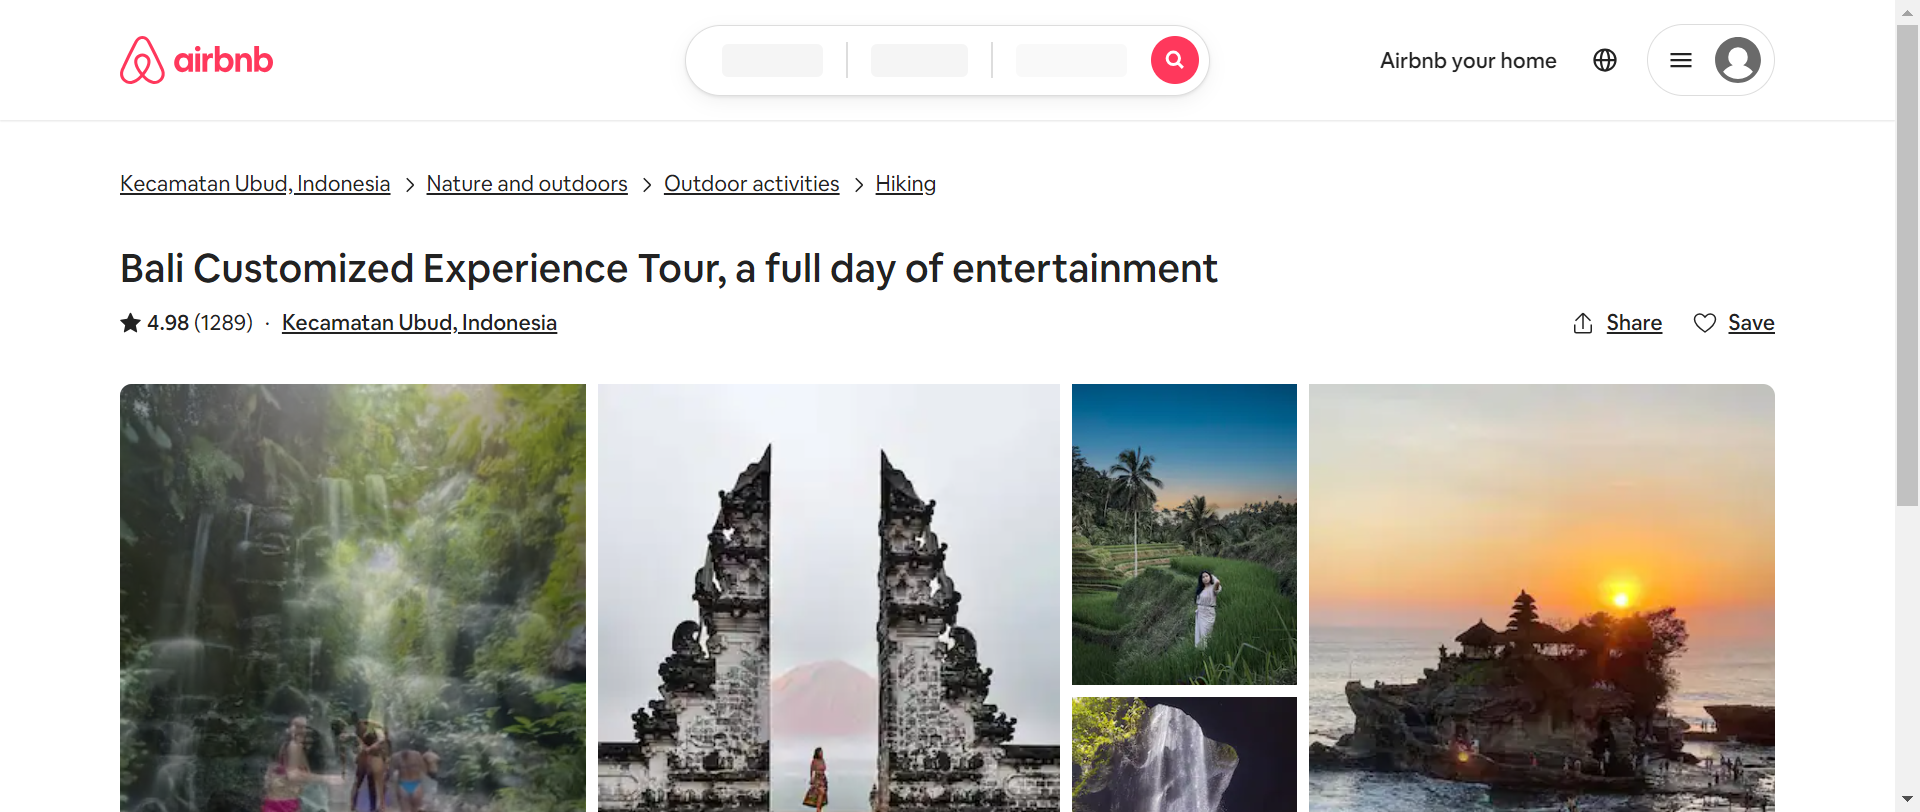 airbnb
Airbnb your home
Kecamatan Ubud, Indonesia > Nature and outdoors > Outdoor activities > Hiking
Bali Customized Experience Tour, a full day of entertainment
4.98 (1289) · Kecamatan Ubud, Indonesia
Share
Save